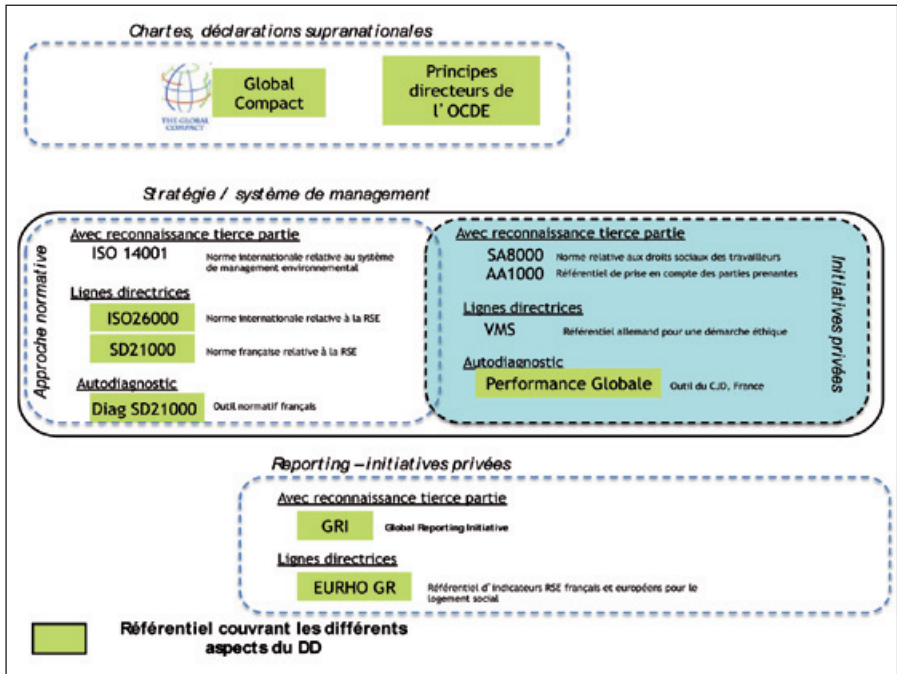 Chartes, déclarations supranationales
THE GLOBAL
COMPACT
Global
Compact
Principes
directeurs de
l'OCDE
Stratégie / système de management
Approche normative
Avec reconnaissance tierce partie
ISO 14001
Norme internationale relative au système
de management environnemental
Lignes directrices
ISO26000
Norme internationale relative à la RSE
SD21000
Norme française relative à la RSE
Autodiagnostic
Diag SD21000
Outil normatif français
Avec reconnaissance tierce partie
SA8000
Norme relative aux droits sociaux des travailleurs
AA1000
Référentiel de prise en compte des parties prenantes
Lignes directrices
VMS
Référentiel allemand pour une démarche éthique
Autodiagnostic
Performance Globale
Outil du CJD, France
Initiatives privées
Reporting – initiatives privées
Avec reconnaissance tierce partie
GRI
Global Reporting Initiative
Lignes directrices
EURHO GR
Référentiel d'indicateurs RSE français et européens pour le
logement social
Référentiel couvrant les différents
aspects du DD